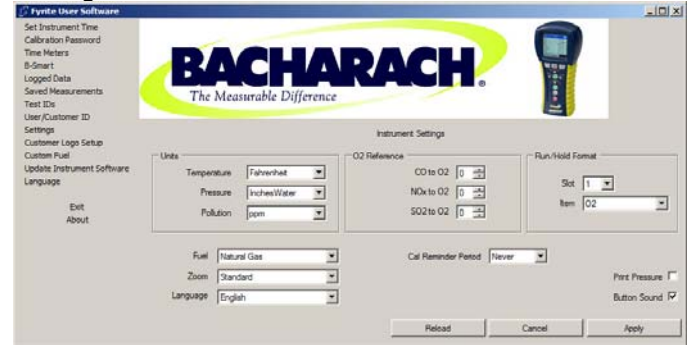 Fyrite User Software
Set Instrument Time
Calibration Password
Time Meters
B-Smart
Logged Data
Saved Measurements
Test IDs
User/Customer ID
Settings
Customer Logo Setup
Custom Fuel
Update Instrument Software
Language
Exit
About
BACHARACH®
The Measurable Difference
Instrument Settings
Units
Temperature Fahrenheit
Pressure InchesWater
Pollution ppm
O2 Reference
CO to O2 0
NOx to O2 0
SO2 to O2 0
Run/Hold Format
Slot 1
Item O2
Fuel Natural Gas
Zoom Standard
Language English
Cal Reminder Period Never
Print Pressure
Button Sound
Reload Cancel Apply